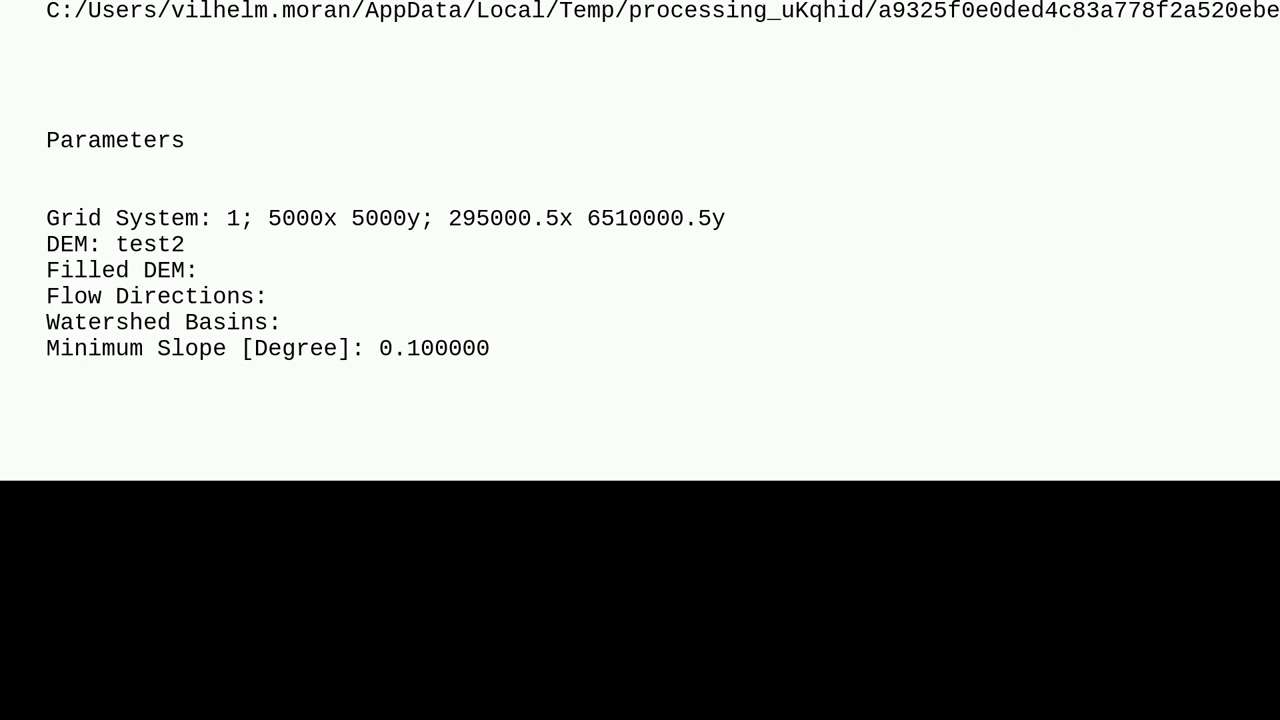 C:/Users/vilhelm.moran/AppData/Local/Temp/processing_uKqhid/a9325f0e0ded4c83a778f2a520ebe
Parameters
Grid System: 1; 5000x 5000y; 295000.5x 6510000.5y
DEM: test2
Filled DEM:
Flow Directions:
Watershed Basins:
Minimum Slope [Degree]: 0.100000